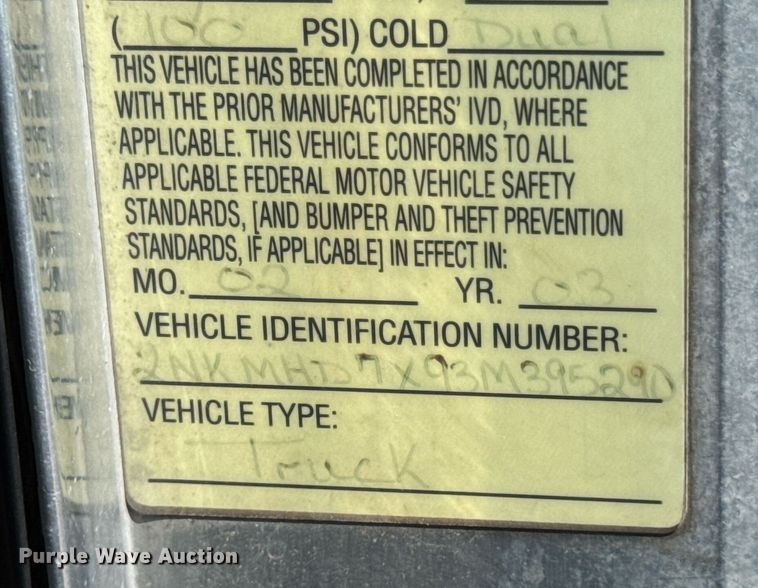 (100 PSI) COLD Dual
THIS VEHICLE HAS BEEN COMPLETED IN ACCORDANCE
WITH THE PRIOR MANUFACTURERS' IVD, WHERE
APPLICABLE. THIS VEHICLE CONFORMS TO ALL
APPLICABLE FEDERAL MOTOR VEHICLE SAFETY
STANDARDS, [AND BUMPER AND THEFT PREVENTION
STANDARDS, IF APPLICABLE] IN EFFECT IN:
MO. 02 YR. 03
VEHICLE IDENTIFICATION NUMBER:
2NKMHD7X93M395290
VEHICLE TYPE:
Truck
Purple Wave Auction